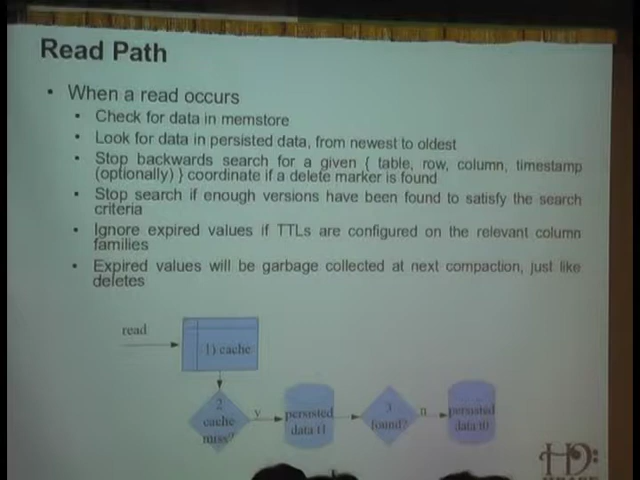 Read Path
• When a read occurs
• Check for data in memstore
• Look for data in persisted data, from newest to oldest
• Stop backwards search for a given { table, row, column, timestamp
(optionally) } coordinate if a delete marker is found
• Stop search if enough versions have been found to satisfy the search
criteria
• Ignore expired values if TTLs are configured on the relevant column
families
• Expired values will be garbage collected at next compaction, just like
deletes
read
1) cache
2
cache
miss?
y
persisted
data t1
3
found?
n
persisted
data t0